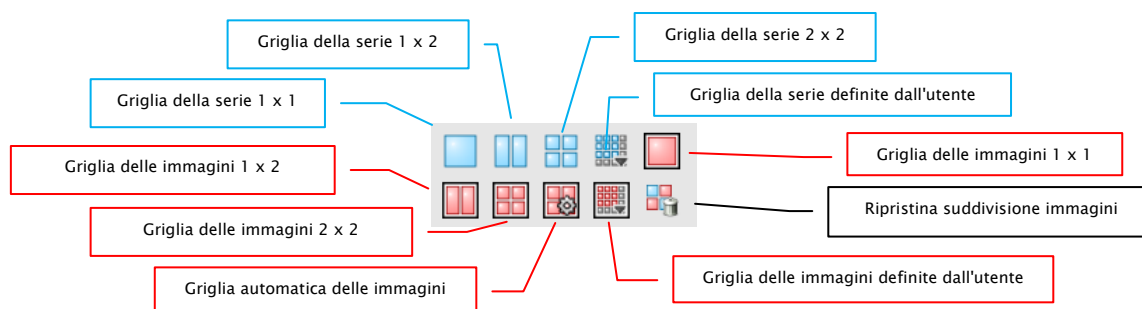 Griglia della serie 2 x 2
Griglia della serie 1 x 2
Griglia della serie 1 x 1
Griglia della serie definite dall'utente
Griglia delle immagini 1 x 2
Griglia delle immagini 1 x 1
Griglia delle immagini 2 x 2
Ripristina suddivisione immagini
Griglia automatica delle immagini
Griglia delle immagini definite dall'utente